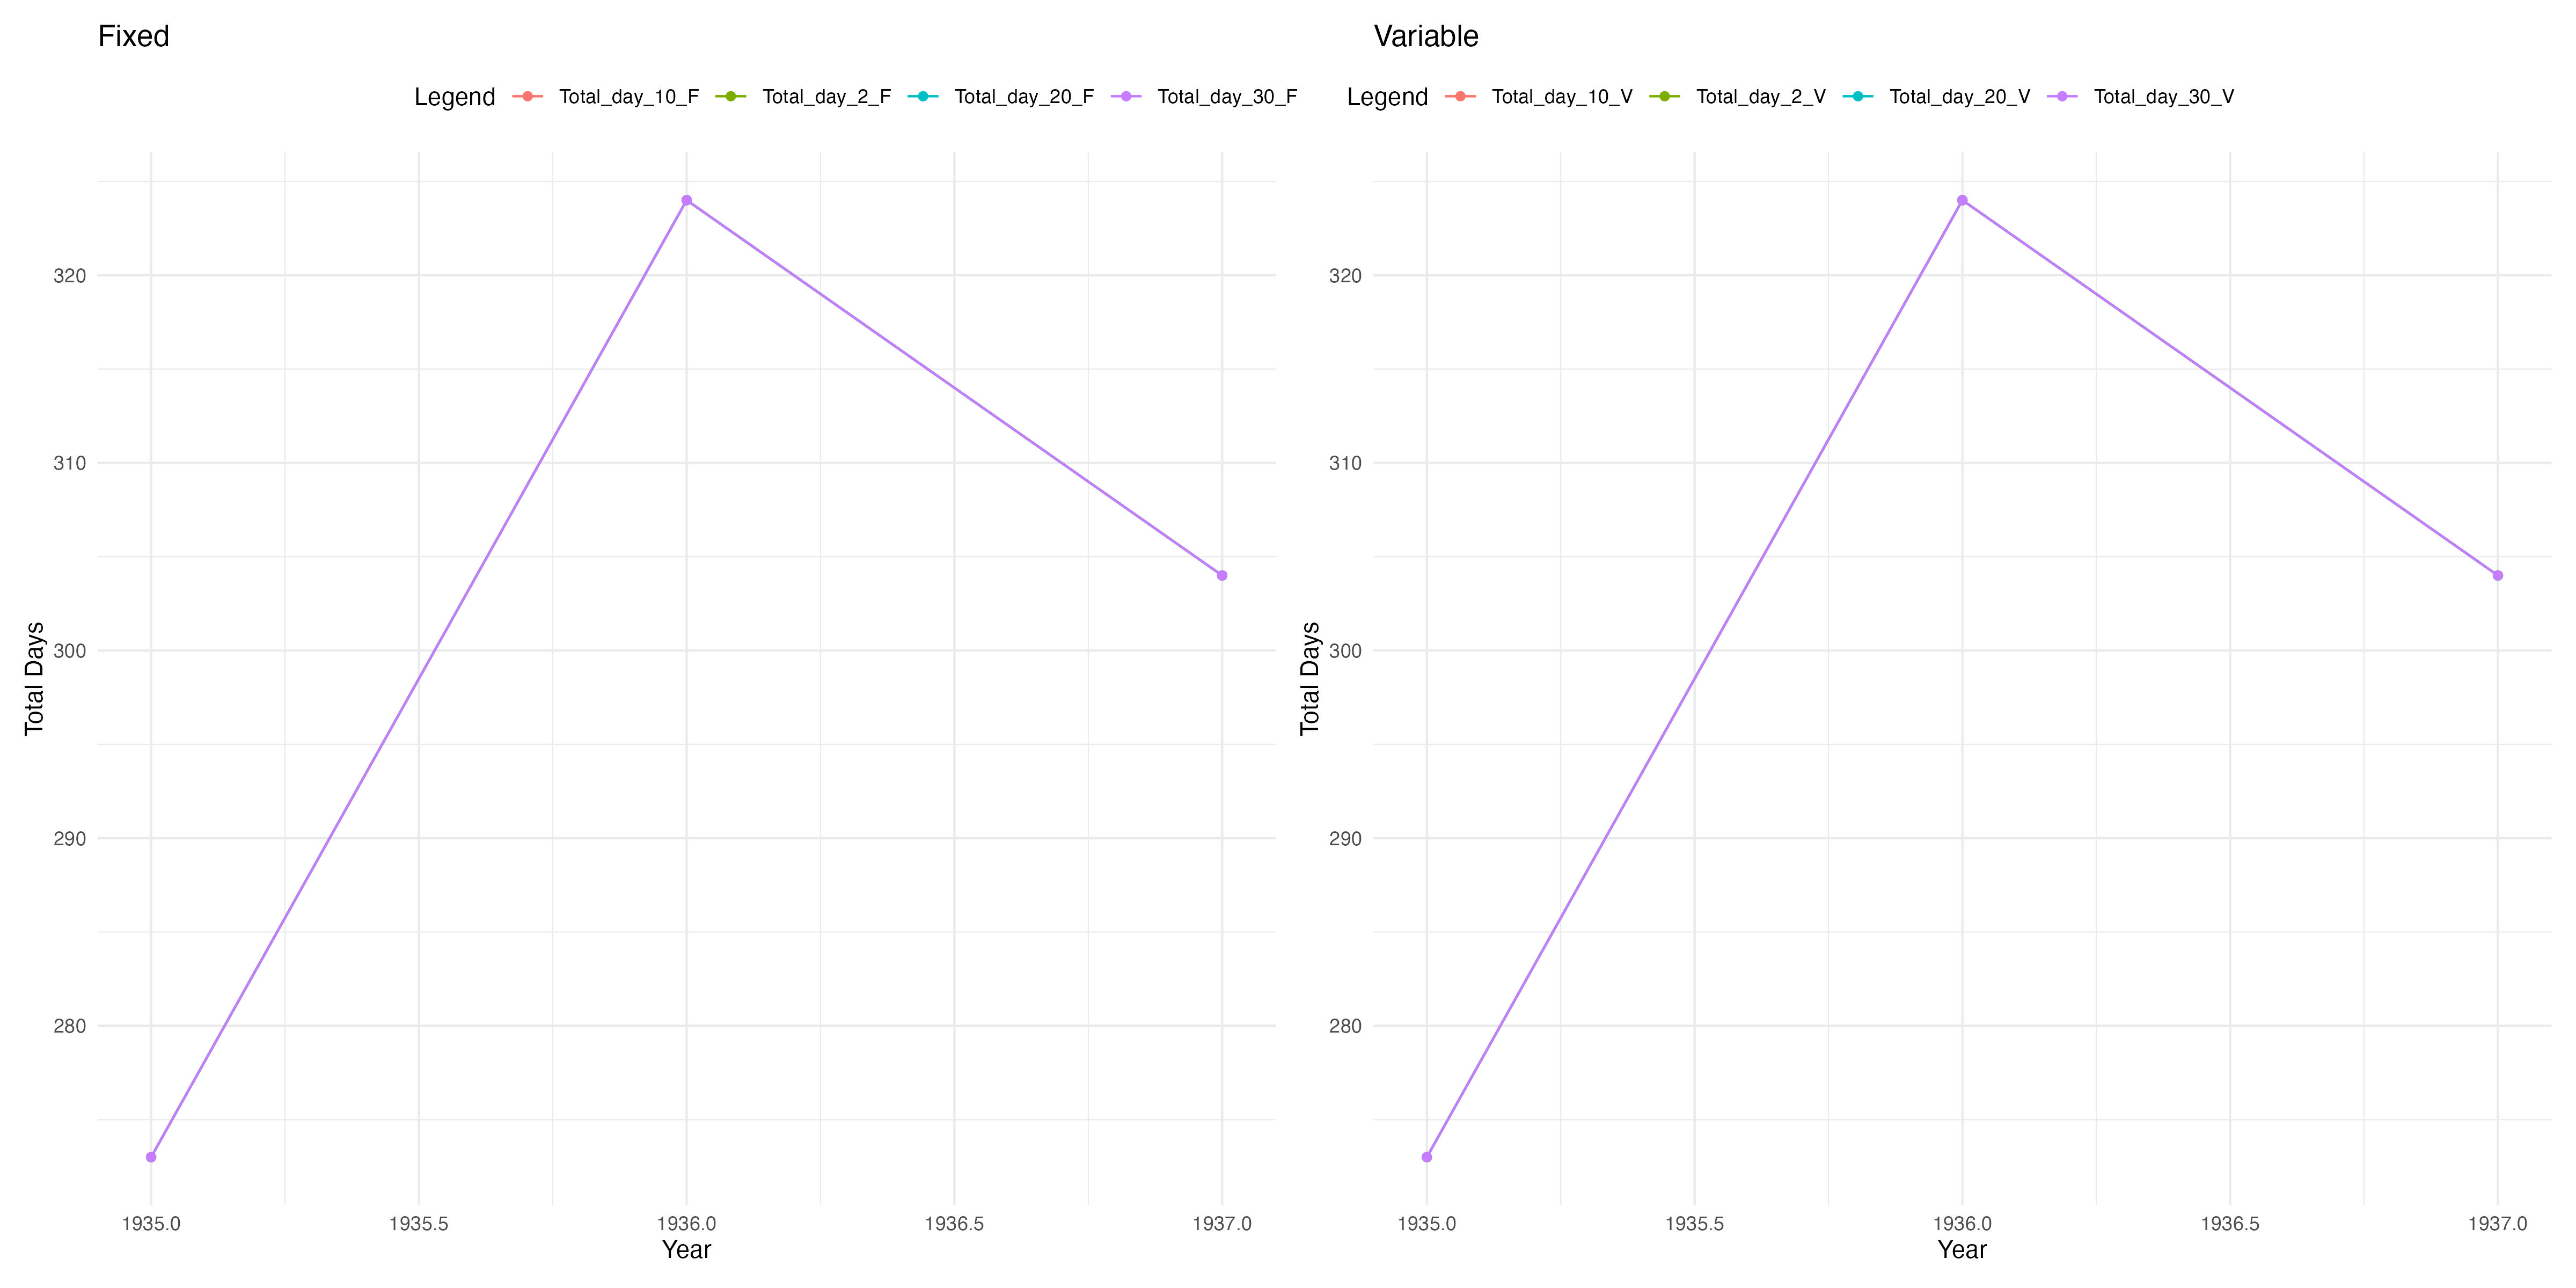 Fixed
Legend Total_day_10_F Total_day_2_F Total_day_20_F Total_day_30_F
320
310
300
290
280
Total Days
1935.0 1935.5 1936.0 1936.5 1937.0
Year
Variable
Legend Total_day_10_V Total_day_2_V Total_day_20_V Total_day_30_V
320
310
300
290
280
Total Days
1935.0 1935.5 1936.0 1936.5 1937.0
Year